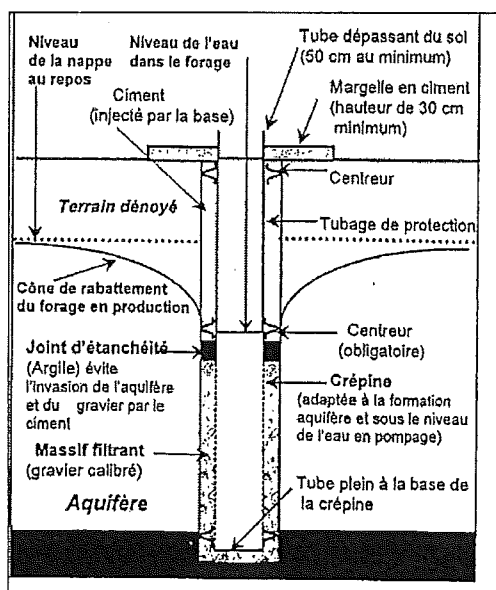 Niveau
de la nappe
au repos
Niveau de l'eau
dans le forage
Tube dépassant du sol
(50 cm au minimum)
Ciment
(injecté par la base)
Margelle en ciment
(hauteur de 30 cm
minimum)
Centreur
Terrain dénoyé
Tubage de protection
Cône de rabattement
du forage en production
Joint d'étanchéité
(Argile) évite
l'invasion de l'aquifère
et du gravier par le
ciment
Centreur
(obligatoire)
Crépine
(adaptée à la formation
aquifère et sous le niveau
de l'eau en pompage)
Massif filtrant
(gravier calibré)
Tube plein à la base de
la crépine
Aquifère